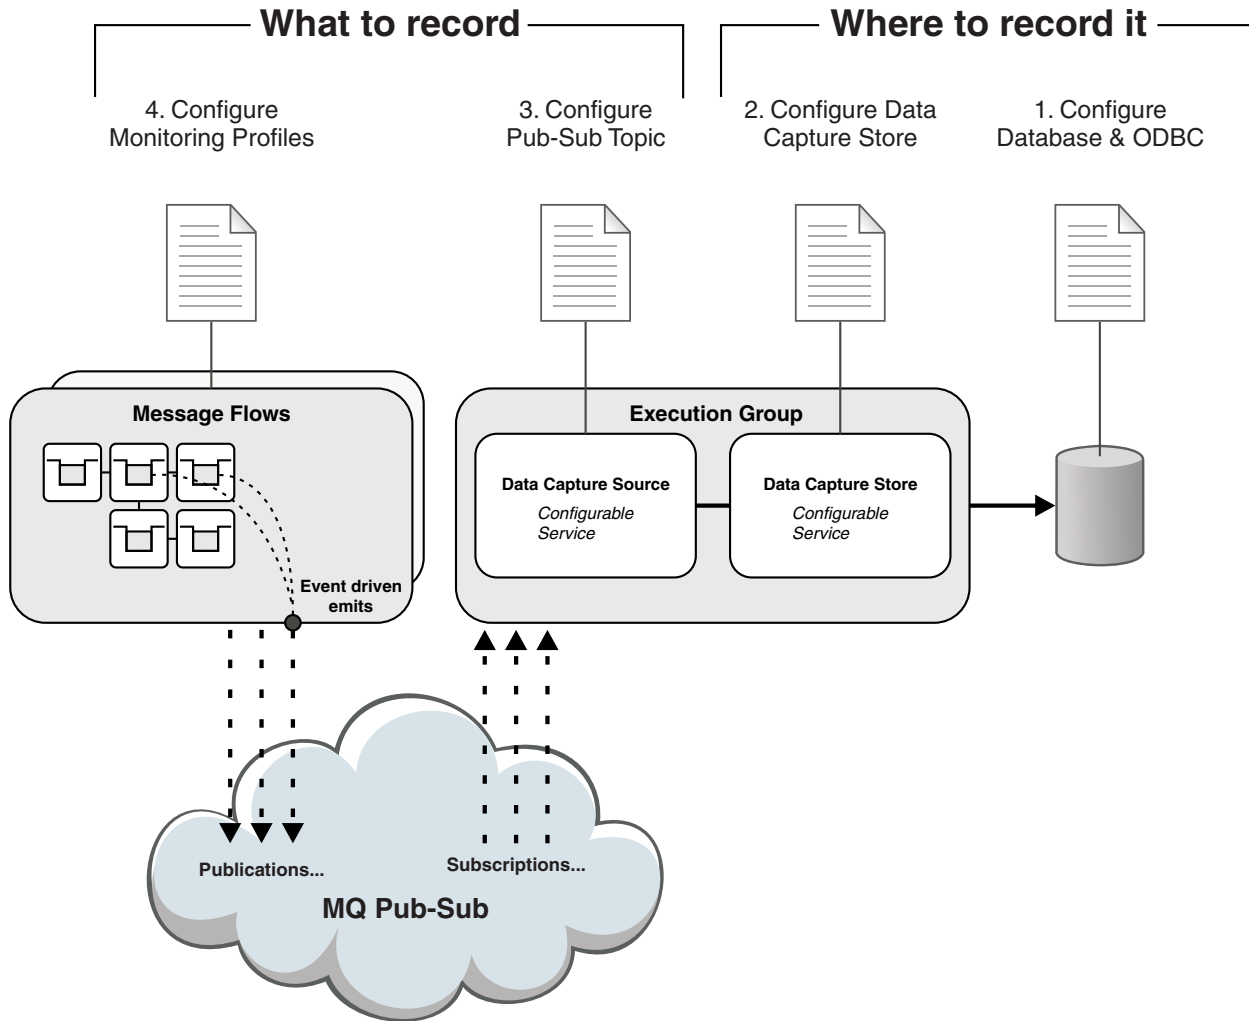 What to record
Where to record it
4. Configure
Monitoring Profiles
3. Configure
Pub-Sub Topic
2. Configure Data
Capture Store
1. Configure
Database & ODBC
Message Flows
Event driven
emits
Execution Group
Data Capture Source
Configurable
Service
Data Capture Store
Configurable
Service
Publications...
Subscriptions...
MQ Pub-Sub